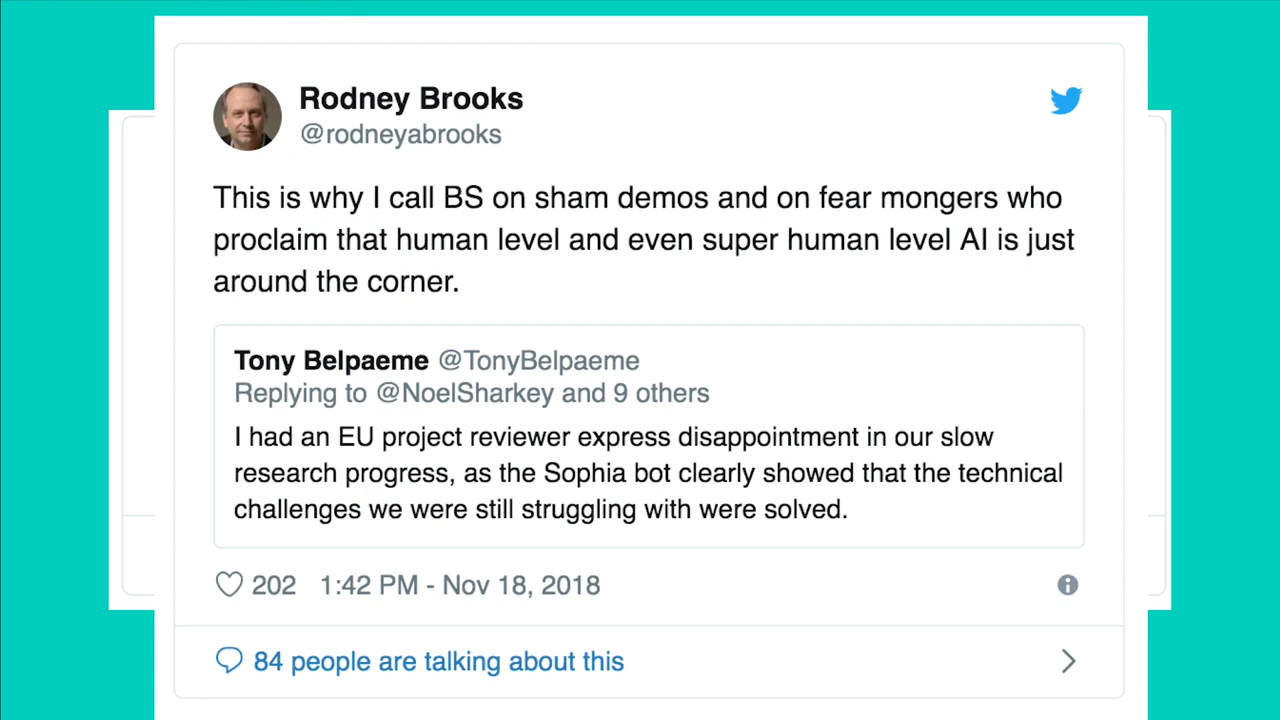 Rodney Brooks
@rodneyabrooks
This is why I call BS on sham demos and on fear mongers who
proclaim that human level and even super human level AI is just
around the corner.
Tony Belpaeme @TonyBelpaeme
Replying to @NoelSharkey and 9 others
I had an EU project reviewer express disappointment in our slow
research progress, as the Sophia bot clearly showed that the technical
challenges we were still struggling with were solved.
202 1:42 PM - Nov 18, 2018
84 people are talking about this